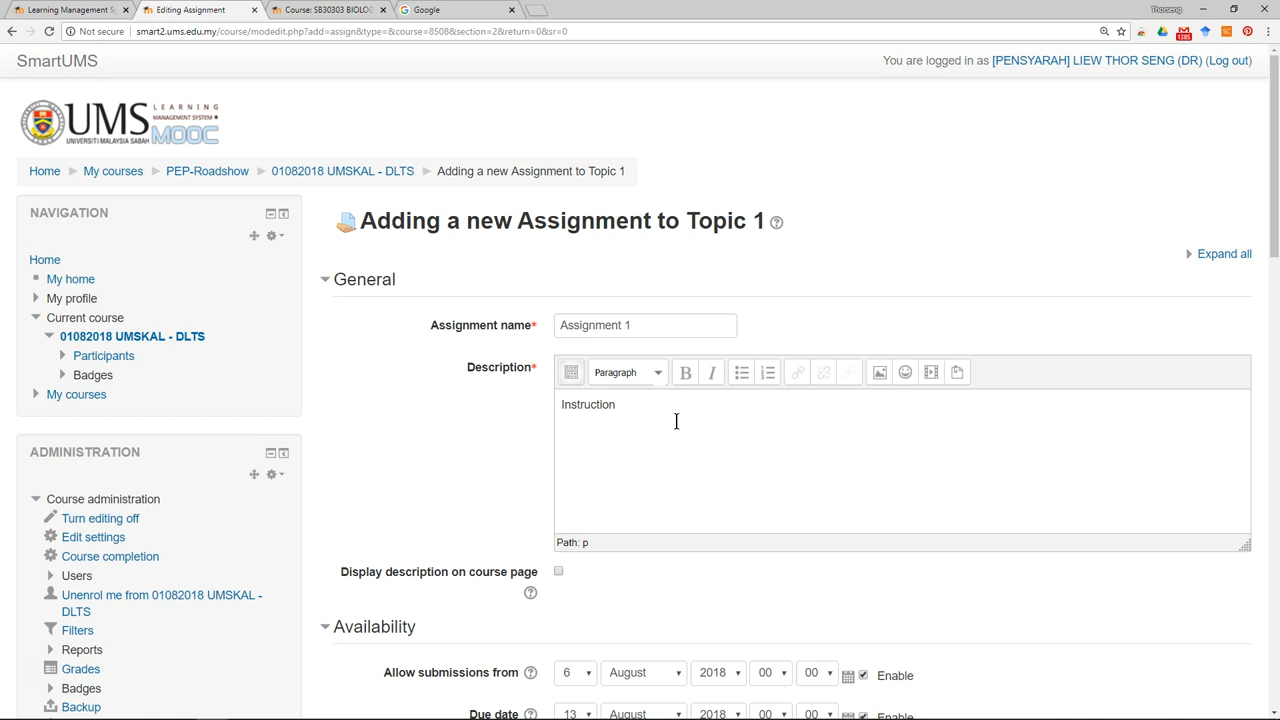 Learning Management S
Editing Assignment
Course: SB30303 BIOLOG
Google
Thorseng
Not secure
smart2.ums.edu.my/course/modedit.php?add=assign&type=&course=8508&section=2&return=0&sr=0
1385
SC
SmartUMS
You are logged in as [PENSYARAH] LIEW THOR SENG (DR) (Log out)
UMS
UNIVERSITI MALAYSIA SABAH
LEARNING
MANAGEMENT SYSTEM
MOOC
Home
My courses
PEP-Roadshow
01082018 UMSKAL - DLTS
Adding a new Assignment to Topic 1
NAVIGATION
Home
My home
My profile
Current course
01082018 UMSKAL - DLTS
Participants
Badges
My courses
ADMINISTRATION
Course administration
Turn editing off
Edit settings
Course completion
Users
Unenrol me from 01082018 UMSKAL -
DLTS
Filters
Reports
Grades
Badges
Backup
Adding a new Assignment to Topic 1
Expand all
General
Assignment name*
Assignment 1
Description*
Paragraph
B
I
Instruction
Path: p
Display description on course page
Availability
Allow submissions from
6
August
2018
00
00
Enable
Due date
13
August
2018
00
00
Enable